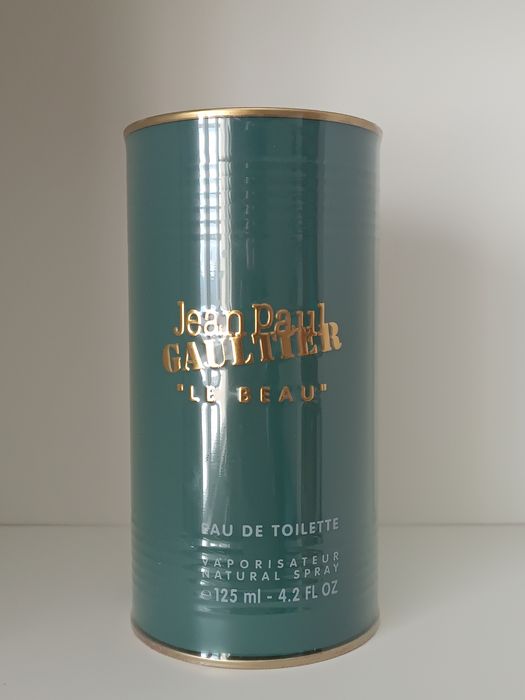 Jean Paul
GAULTIER
"LE BEAU"
EAU DE TOILETTE
VAPORISATEUR
NATURAL SPRAY
℮ 125 ml - 4.2 FL OZ